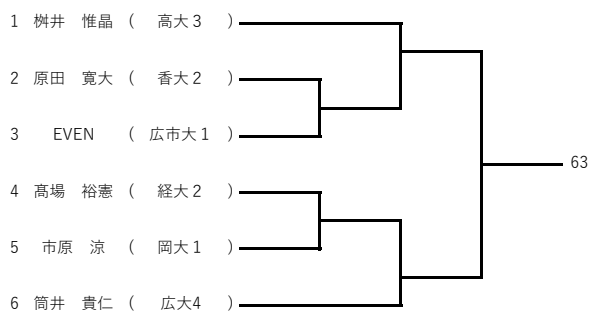 1 桝井　惟晶 （ 高大３ ）
2 原田　寛大 （ 香大２ ）
3 EVEN （ 広市大１ ）
63
4 髙場　裕憲 （ 経大２ ）
5 市原　涼 （ 岡大１ ）
6 筒井　貴仁 （ 広大4 ）